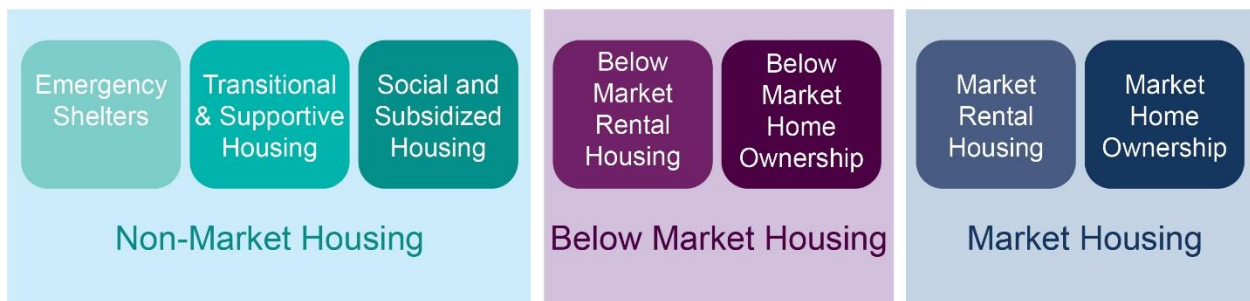 Emergency
Shelters
Transitional
& Supportive
Housing
Social and
Subsidized
Housing
Below
Market
Rental
Housing
Below
Market
Home
Ownership
Market
Rental
Housing
Market
Home
Ownership
Non-Market Housing
Below Market Housing
Market Housing